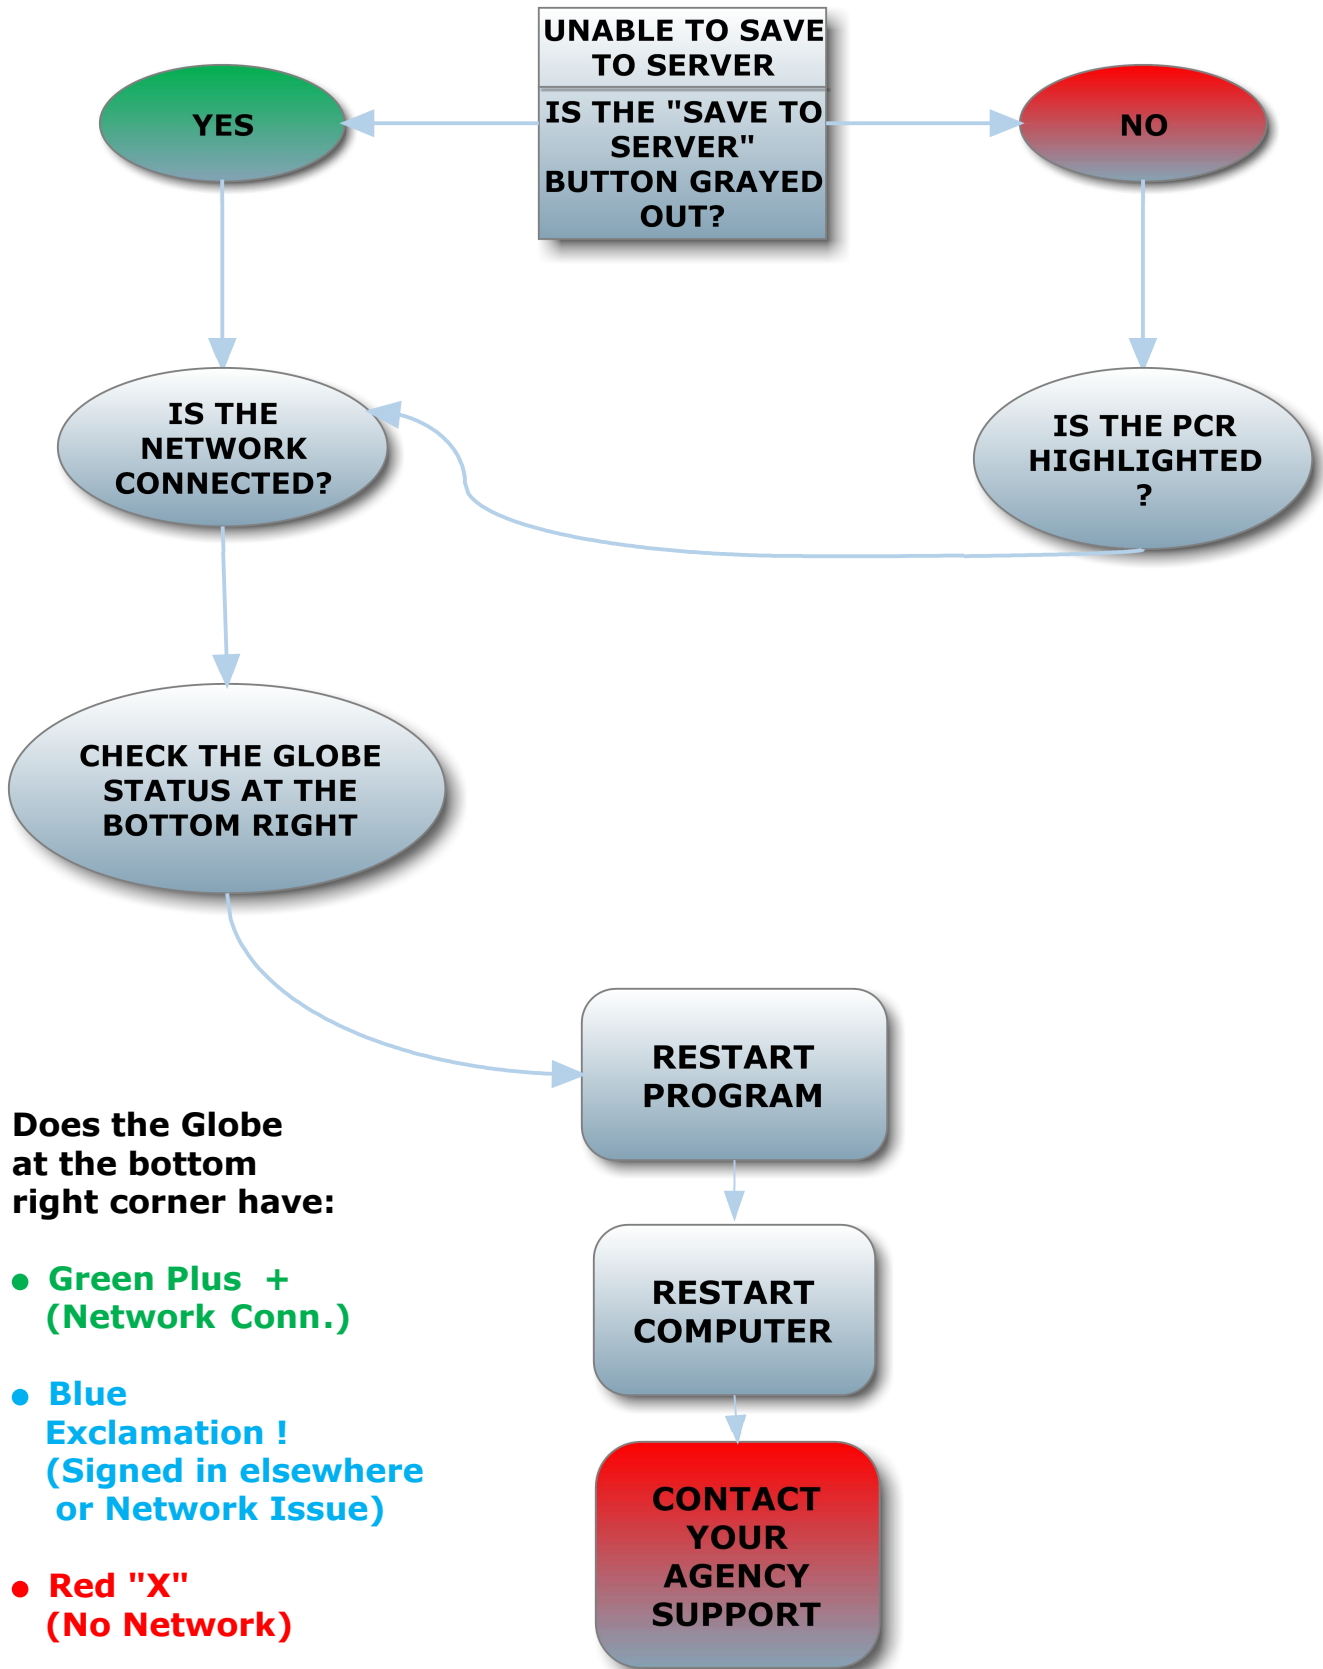 UNABLE TO SAVE
TO SERVER
IS THE "SAVE TO
SERVER"
BUTTON GRAYED
OUT?
YES
NO
IS THE
NETWORK
CONNECTED?
IS THE PCR
HIGHLIGHTED
?
CHECK THE GLOBE
STATUS AT THE
BOTTOM RIGHT
RESTART
PROGRAM
RESTART
COMPUTER
CONTACT
YOUR
AGENCY
SUPPORT
Does the Globe
at the bottom
right corner have:
• Green Plus +
(Network Conn.)
• Blue
Exclamation !
(Signed in elsewhere
or Network Issue)
• Red "X"
(No Network)